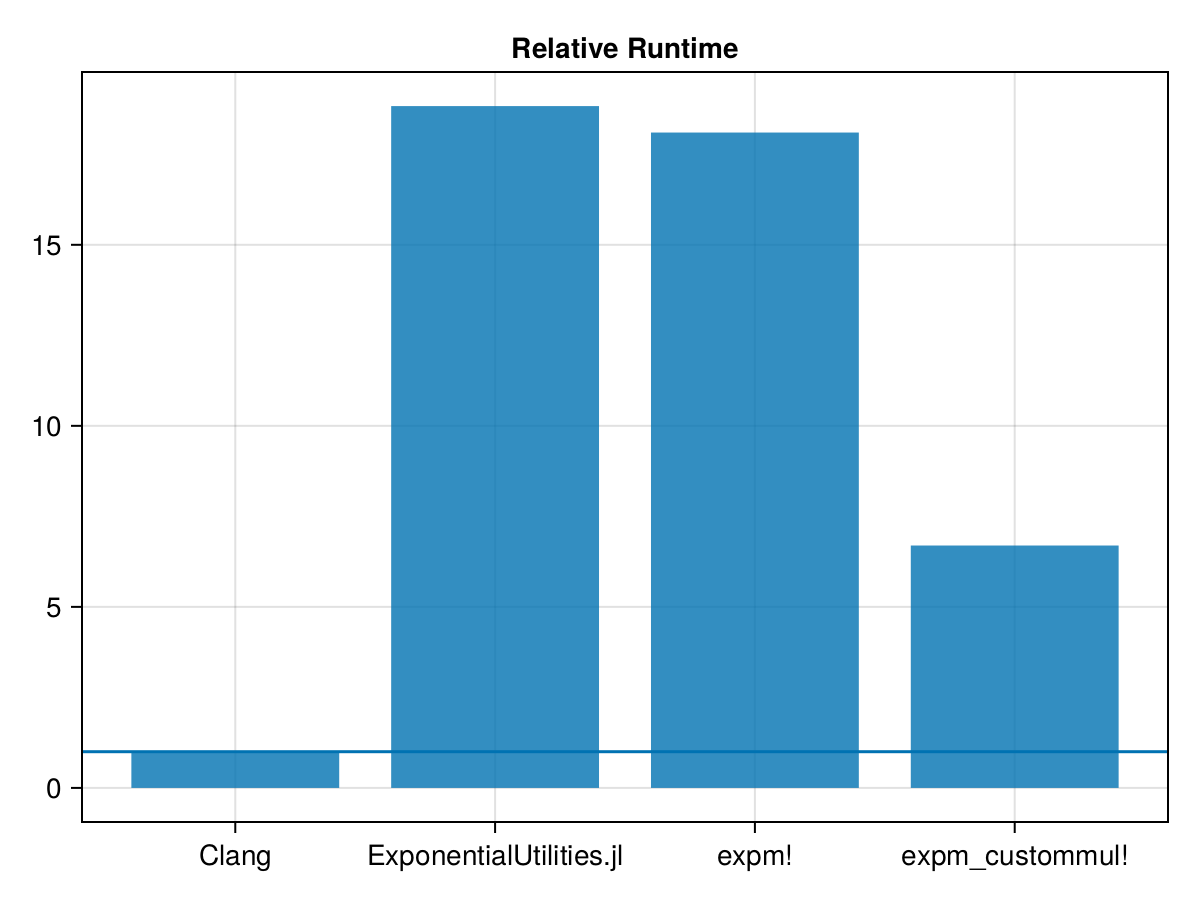 Relative Runtime
15
10
5
0
Clang
ExponentialUtilities.jl
expm!
expm_custommul!